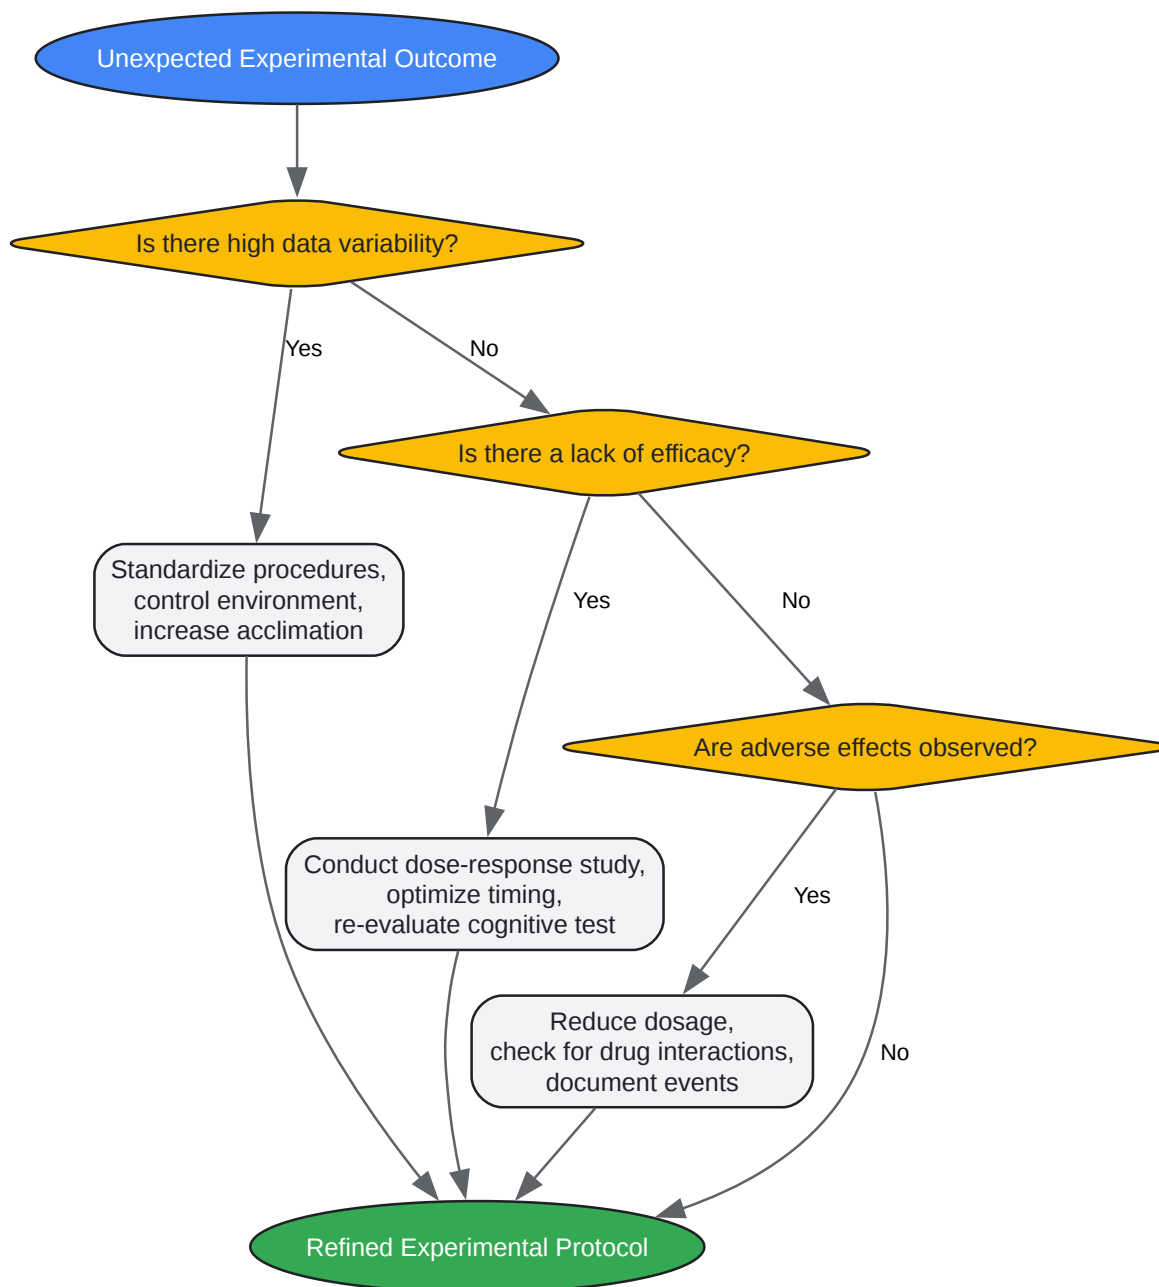 Unexpected Experimental Outcome
Is there high data variability?
Yes
No
Is there a lack of efficacy?
Standardize procedures,
control environment,
increase acclimation
Yes
No
Are adverse effects observed?
Conduct dose-response study,
optimize timing,
re-evaluate cognitive test
Yes
Reduce dosage,
check for drug interactions,
document events
No
Refined Experimental Protocol